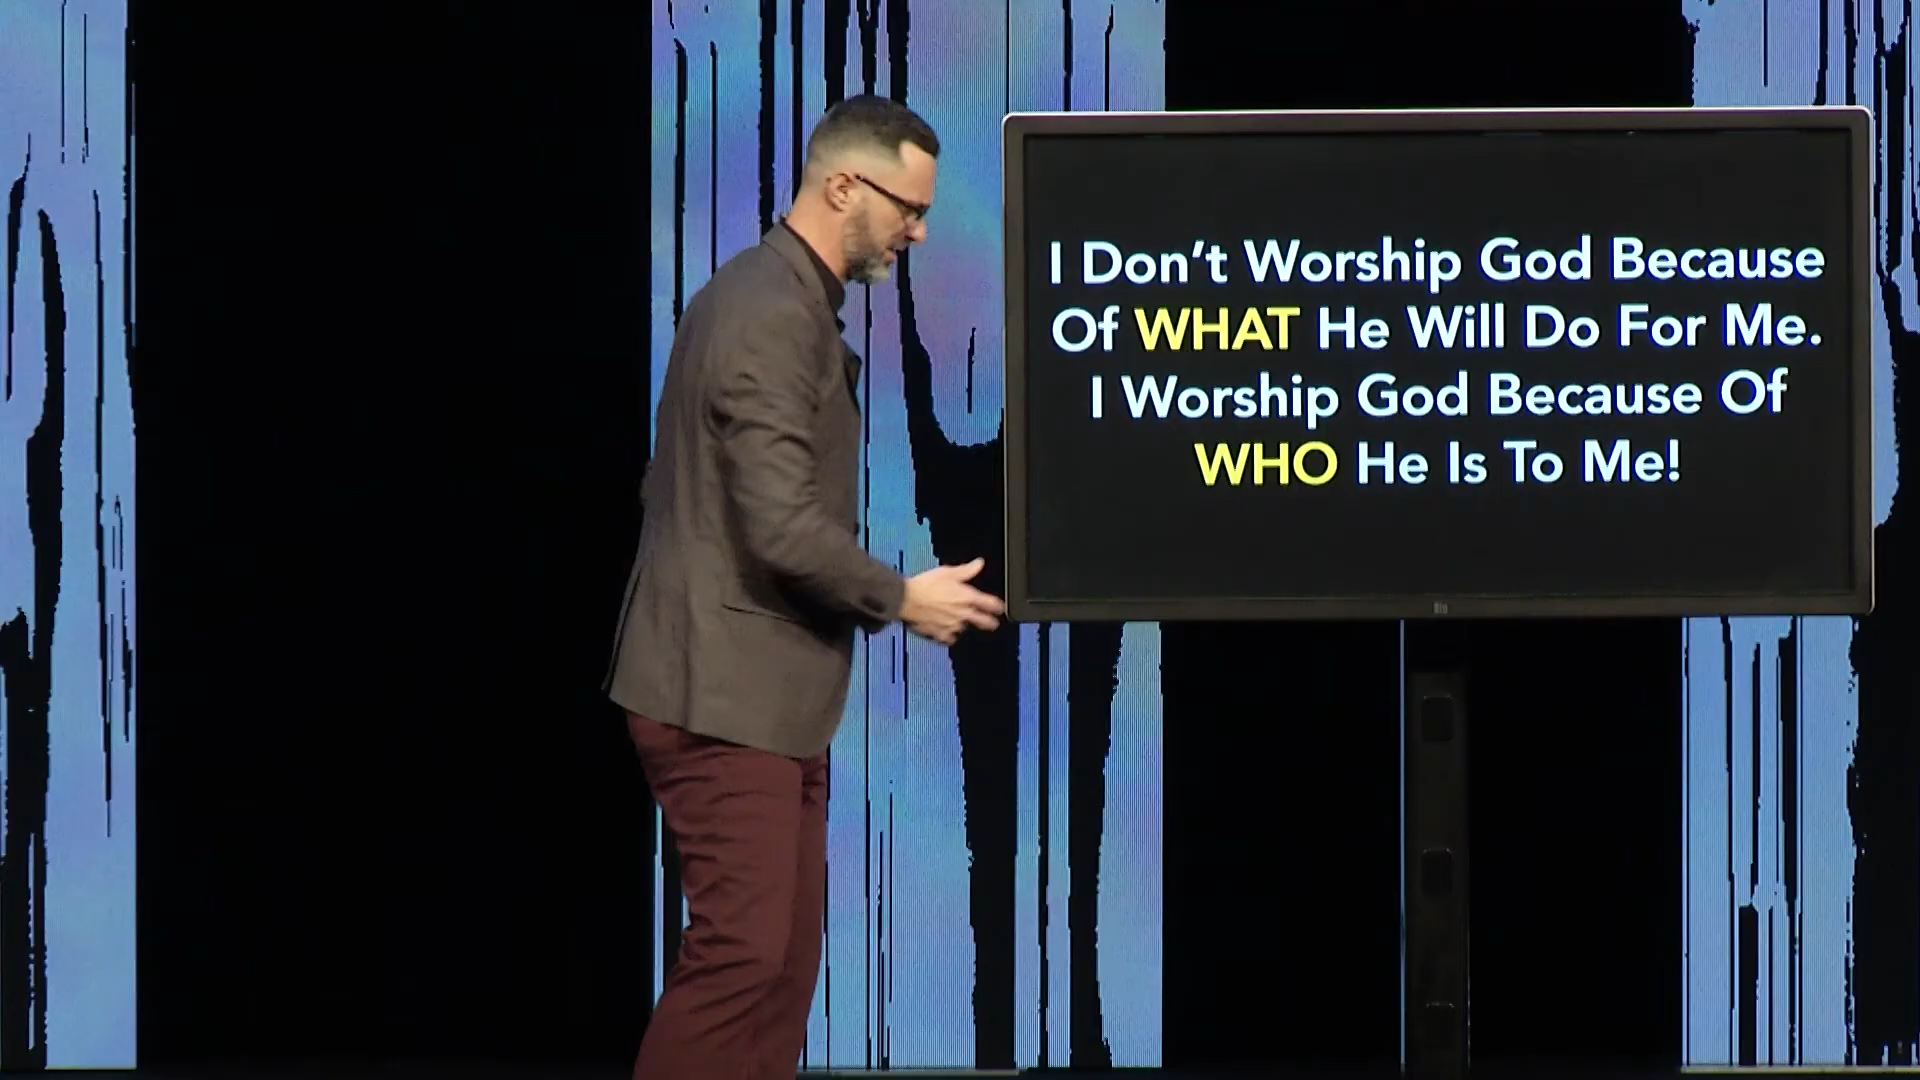 I Don't Worship God Because
Of WHAT He Will Do For Me.
I Worship God Because Of
WHO He Is To Me!